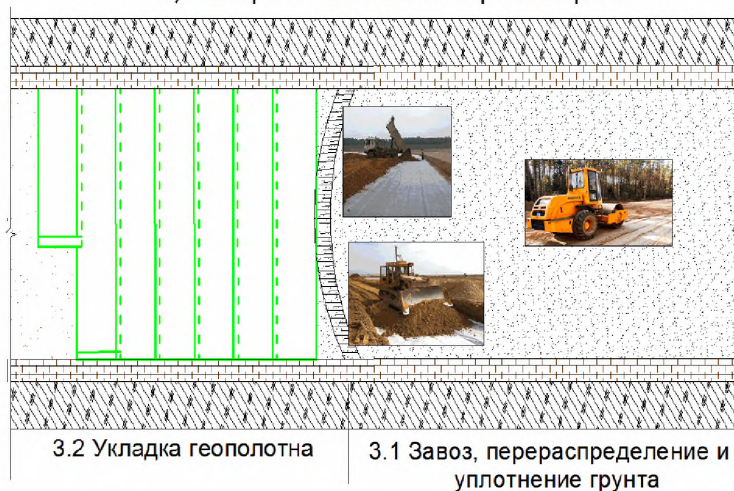 3.2 Укладка геополотна
3.1 Завоз, перераспределение и
уплотнение грунта